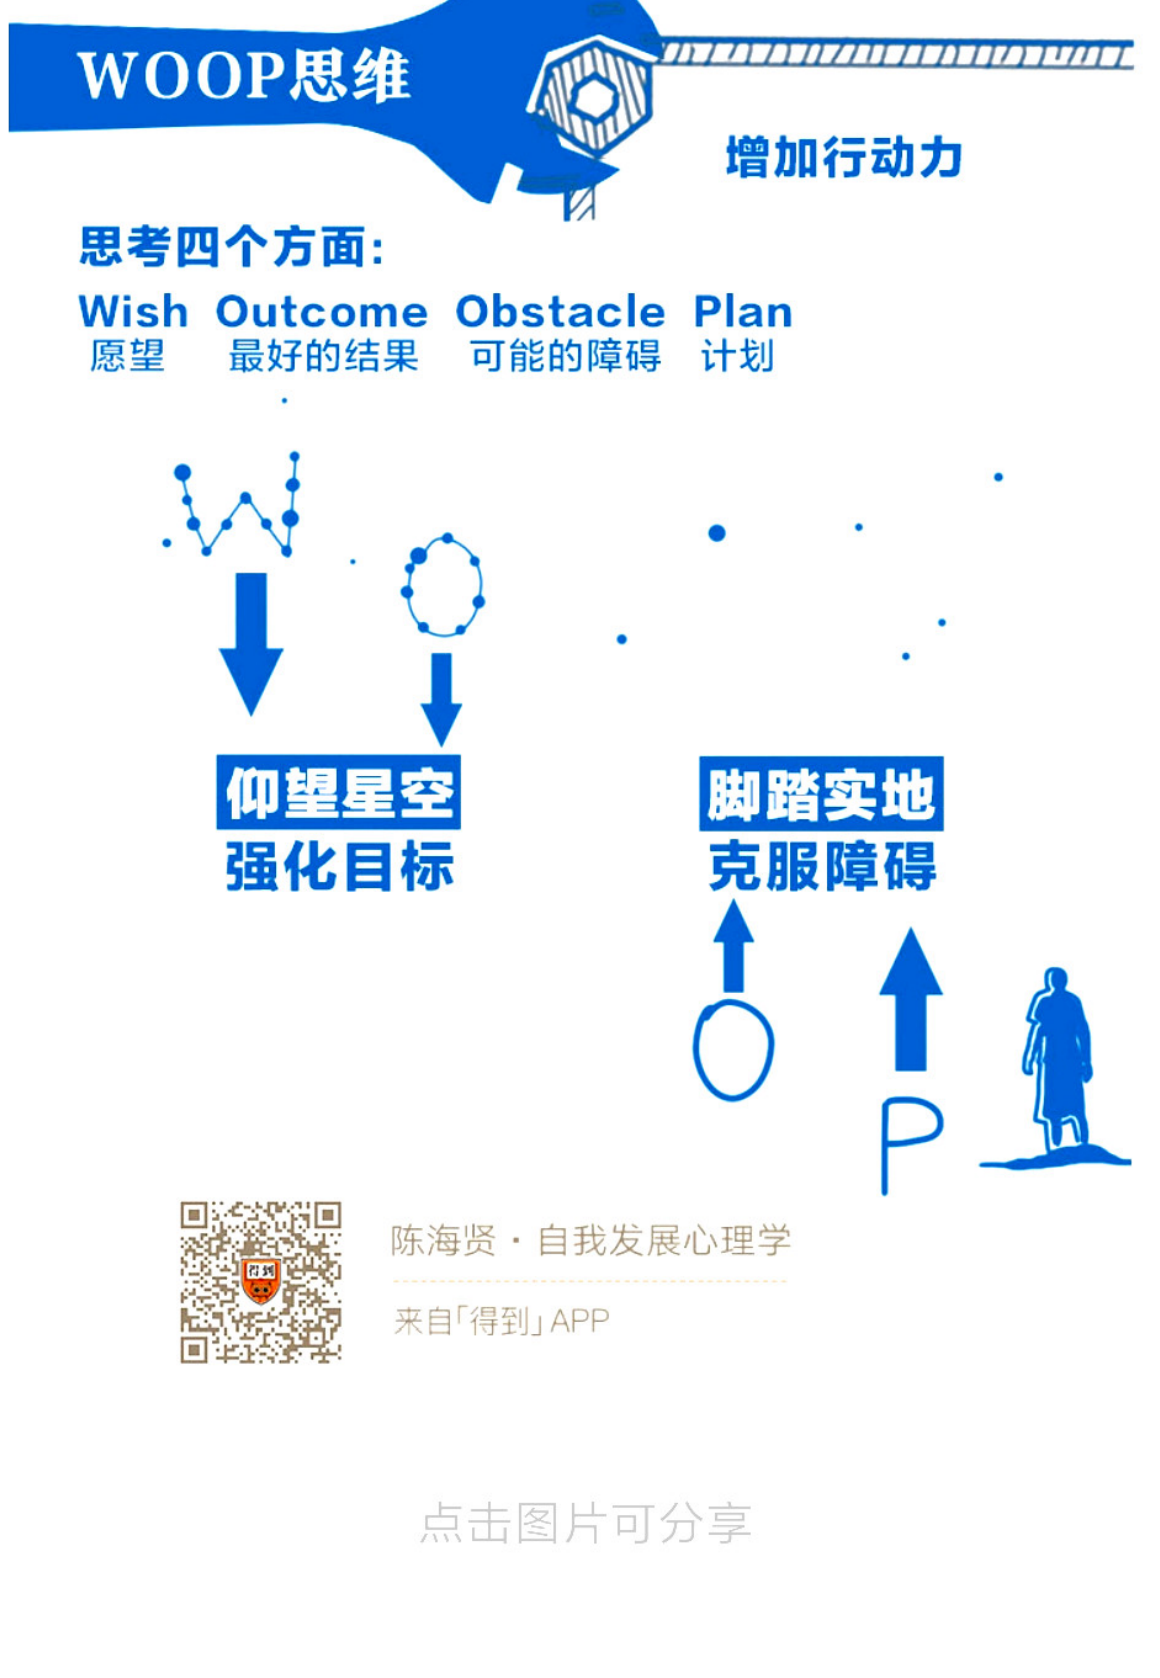 WOOP思维
增加行动力
思考四个方面:
Wish Outcome Obstacle Plan
愿望 最好的结果 可能的障碍 计划
W
O
仰望星空
强化目标
脚踏实地
克服障碍
O
P
得到
陈海贤·自我发展心理学
来自「得到」APP
点击图片可分享